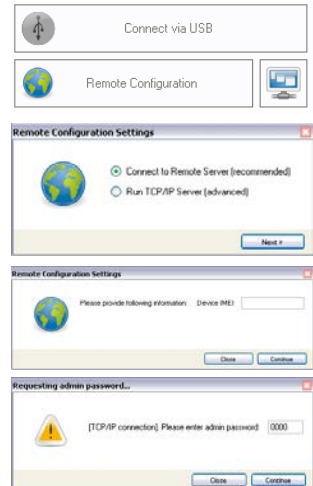 Connect via USB
Remote Configuration
Remote Configuration Settings
Connect to Remote Server (recommended)
Run TCP/IP Server (advanced)
Next >
Remote Configuration Settings
Please provide following information: Device IMEI:
Close Continue
Requesting admin password...
[TCP/IP connection]. Please enter admin password: 0000
Close Continue